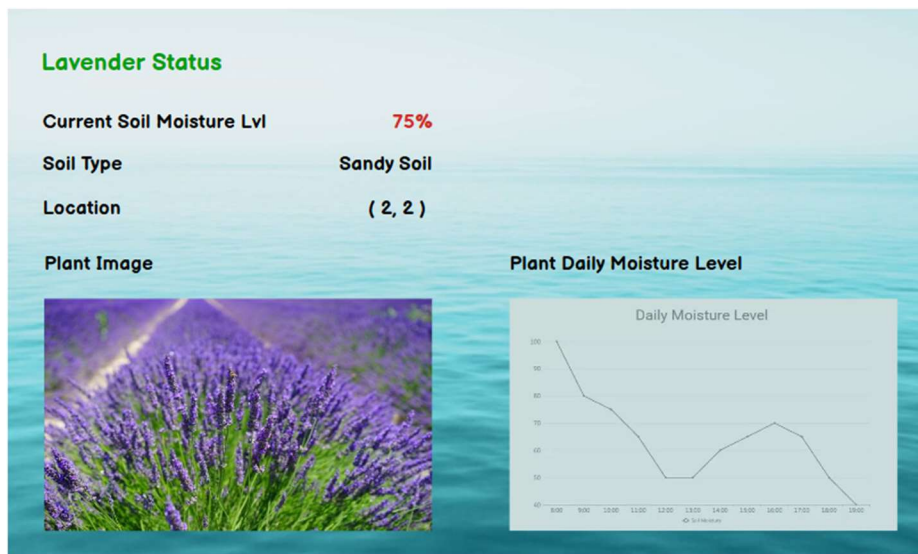 Lavender Status
Current Soil Moisture Lvl 75%
Soil Type Sandy Soil
Location ( 2, 2 )
Plant Image Plant Daily Moisture Level
Daily Moisture Level
100
90
80
70
60
50
40
8:00 9:00 10:00 11:00 12:00 13:00 14:00 15:00 16:00 17:00 18:00 19:00
Soil Moisture